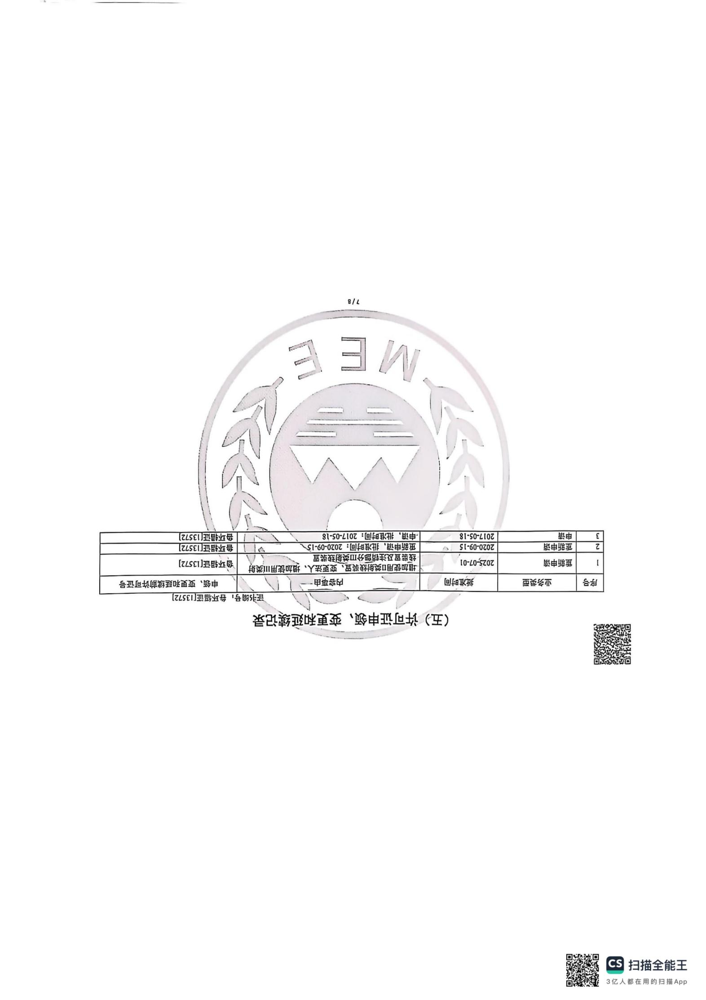 （五）许可证申领、变更和延续记录
证书编号：鲁环辐证[13572]
序号 业务类型 批准时间 内容事由 申领、变更和延续前许可证号
1 重新申请 2025-07-01 增加使用II类射线装置、变更法人、增加使用III类射线装置及注销部分III类射线装置 鲁环辐证[13572]
2 重新申请 2020-09-15 重新申请，批准时间：2020-09-15 鲁环辐证[13572]
3 申请 2017-05-18 申请，批准时间：2017-05-18 鲁环辐证[13572]
MEE
7 / 8
CS 扫描全能王
3亿人都在用的扫描App